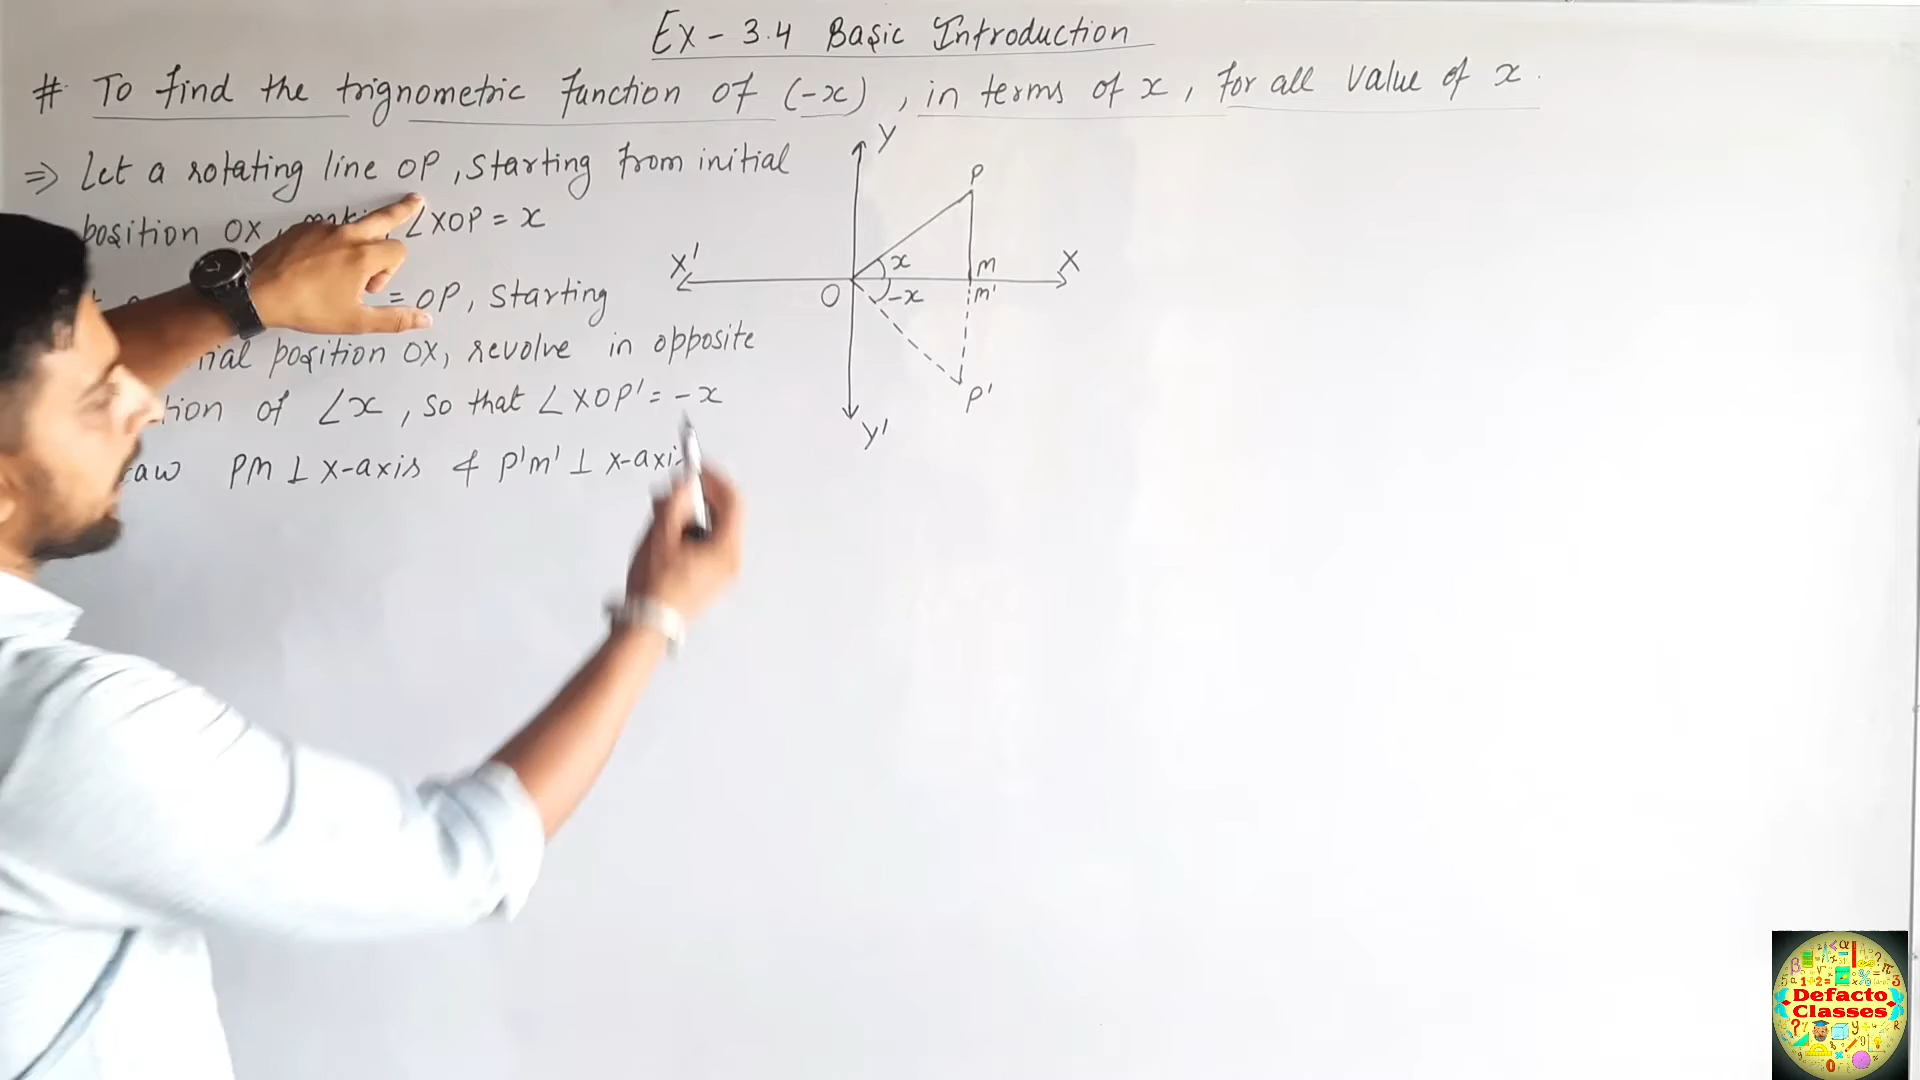 Ex - 3.4 Basic Introduction
# To find the trignometric function of (-x), in terms of x, for all value of x.
⇒ Let a rotating line OP, starting from initial
position OX, ∠XOP = x
= OP, starting
position OX, revolve in opposite
of ∠x, so that ∠XOP' = -x
PM ⊥ X-axis & P'M' ⊥ X-axis
Y
P
X'
x
M
X
O
-x
M'
P'
Y'
Defacto
Classes